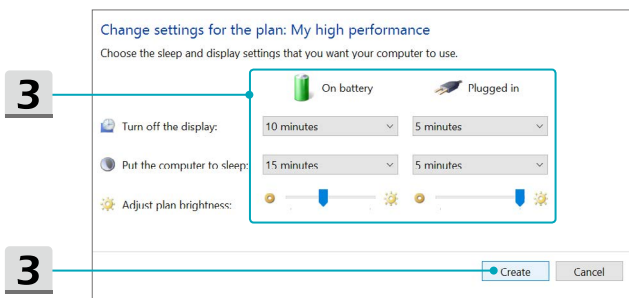 Change settings for the plan: My high performance
Choose the sleep and display settings that you want your computer to use.
3
On battery Plugged in
Turn off the display: 10 minutes 5 minutes
Put the computer to sleep: 15 minutes 5 minutes
Adjust plan brightness:
3
Create Cancel